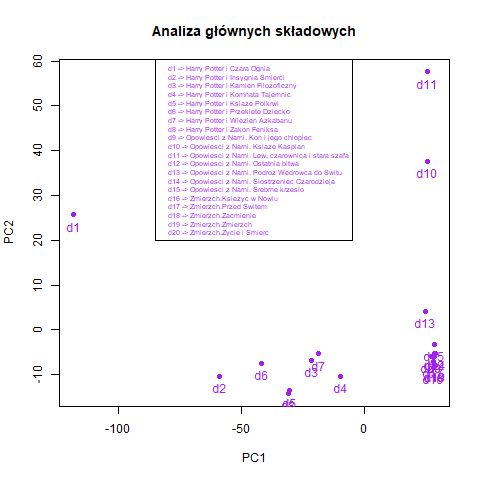 Analiza głównych składowych
d1 -> Harry Potter i Czara Ognia
d2 -> Harry Potter i Insygnia Smierci
d3 -> Harry Potter i Kamien Filozoficzny
d4 -> Harry Potter i Komnata Tajemnic
d5 -> Harry Potter i Ksiaze Polkrwi
d6 -> Harry Potter i Przeklete Dziecko
d7 -> Harry Potter i Wiezien Azkabanu
d8 -> Harry Potter i Zakon Feniksa
d9 -> Opowiesci z Narni. Kon i jego chlopiec
d10 -> Opowiesci z Narni. Ksiaze Kaspian
d11 -> Opowiesci z Narni. Lew, czarownica i stara szafa
d12 -> Opowiesci z Narni. Ostatnia bitwa
d13 -> Opowiesci z Narni. Podroz Wedrowca do Switu
d14 -> Opowiesci z Narni. Siostrzeniec Czarodzieja
d15 -> Opowiesci z Narni. Srebrne krzeslo
d16 -> Zmierzch.Ksiezyc w Nowiu
d17 -> Zmierzch.Przed Switem
d18 -> Zmierzch.Zacmienie
d19 -> Zmierzch.Zmierzch
d20 -> Zmierzch.Zycie i Smierc
60
50
40
30
20
10
0
-10
PC2
d11
d10
d1
d13
d7
d3
d6
d2
d4
d5
-100
-50
0
PC1